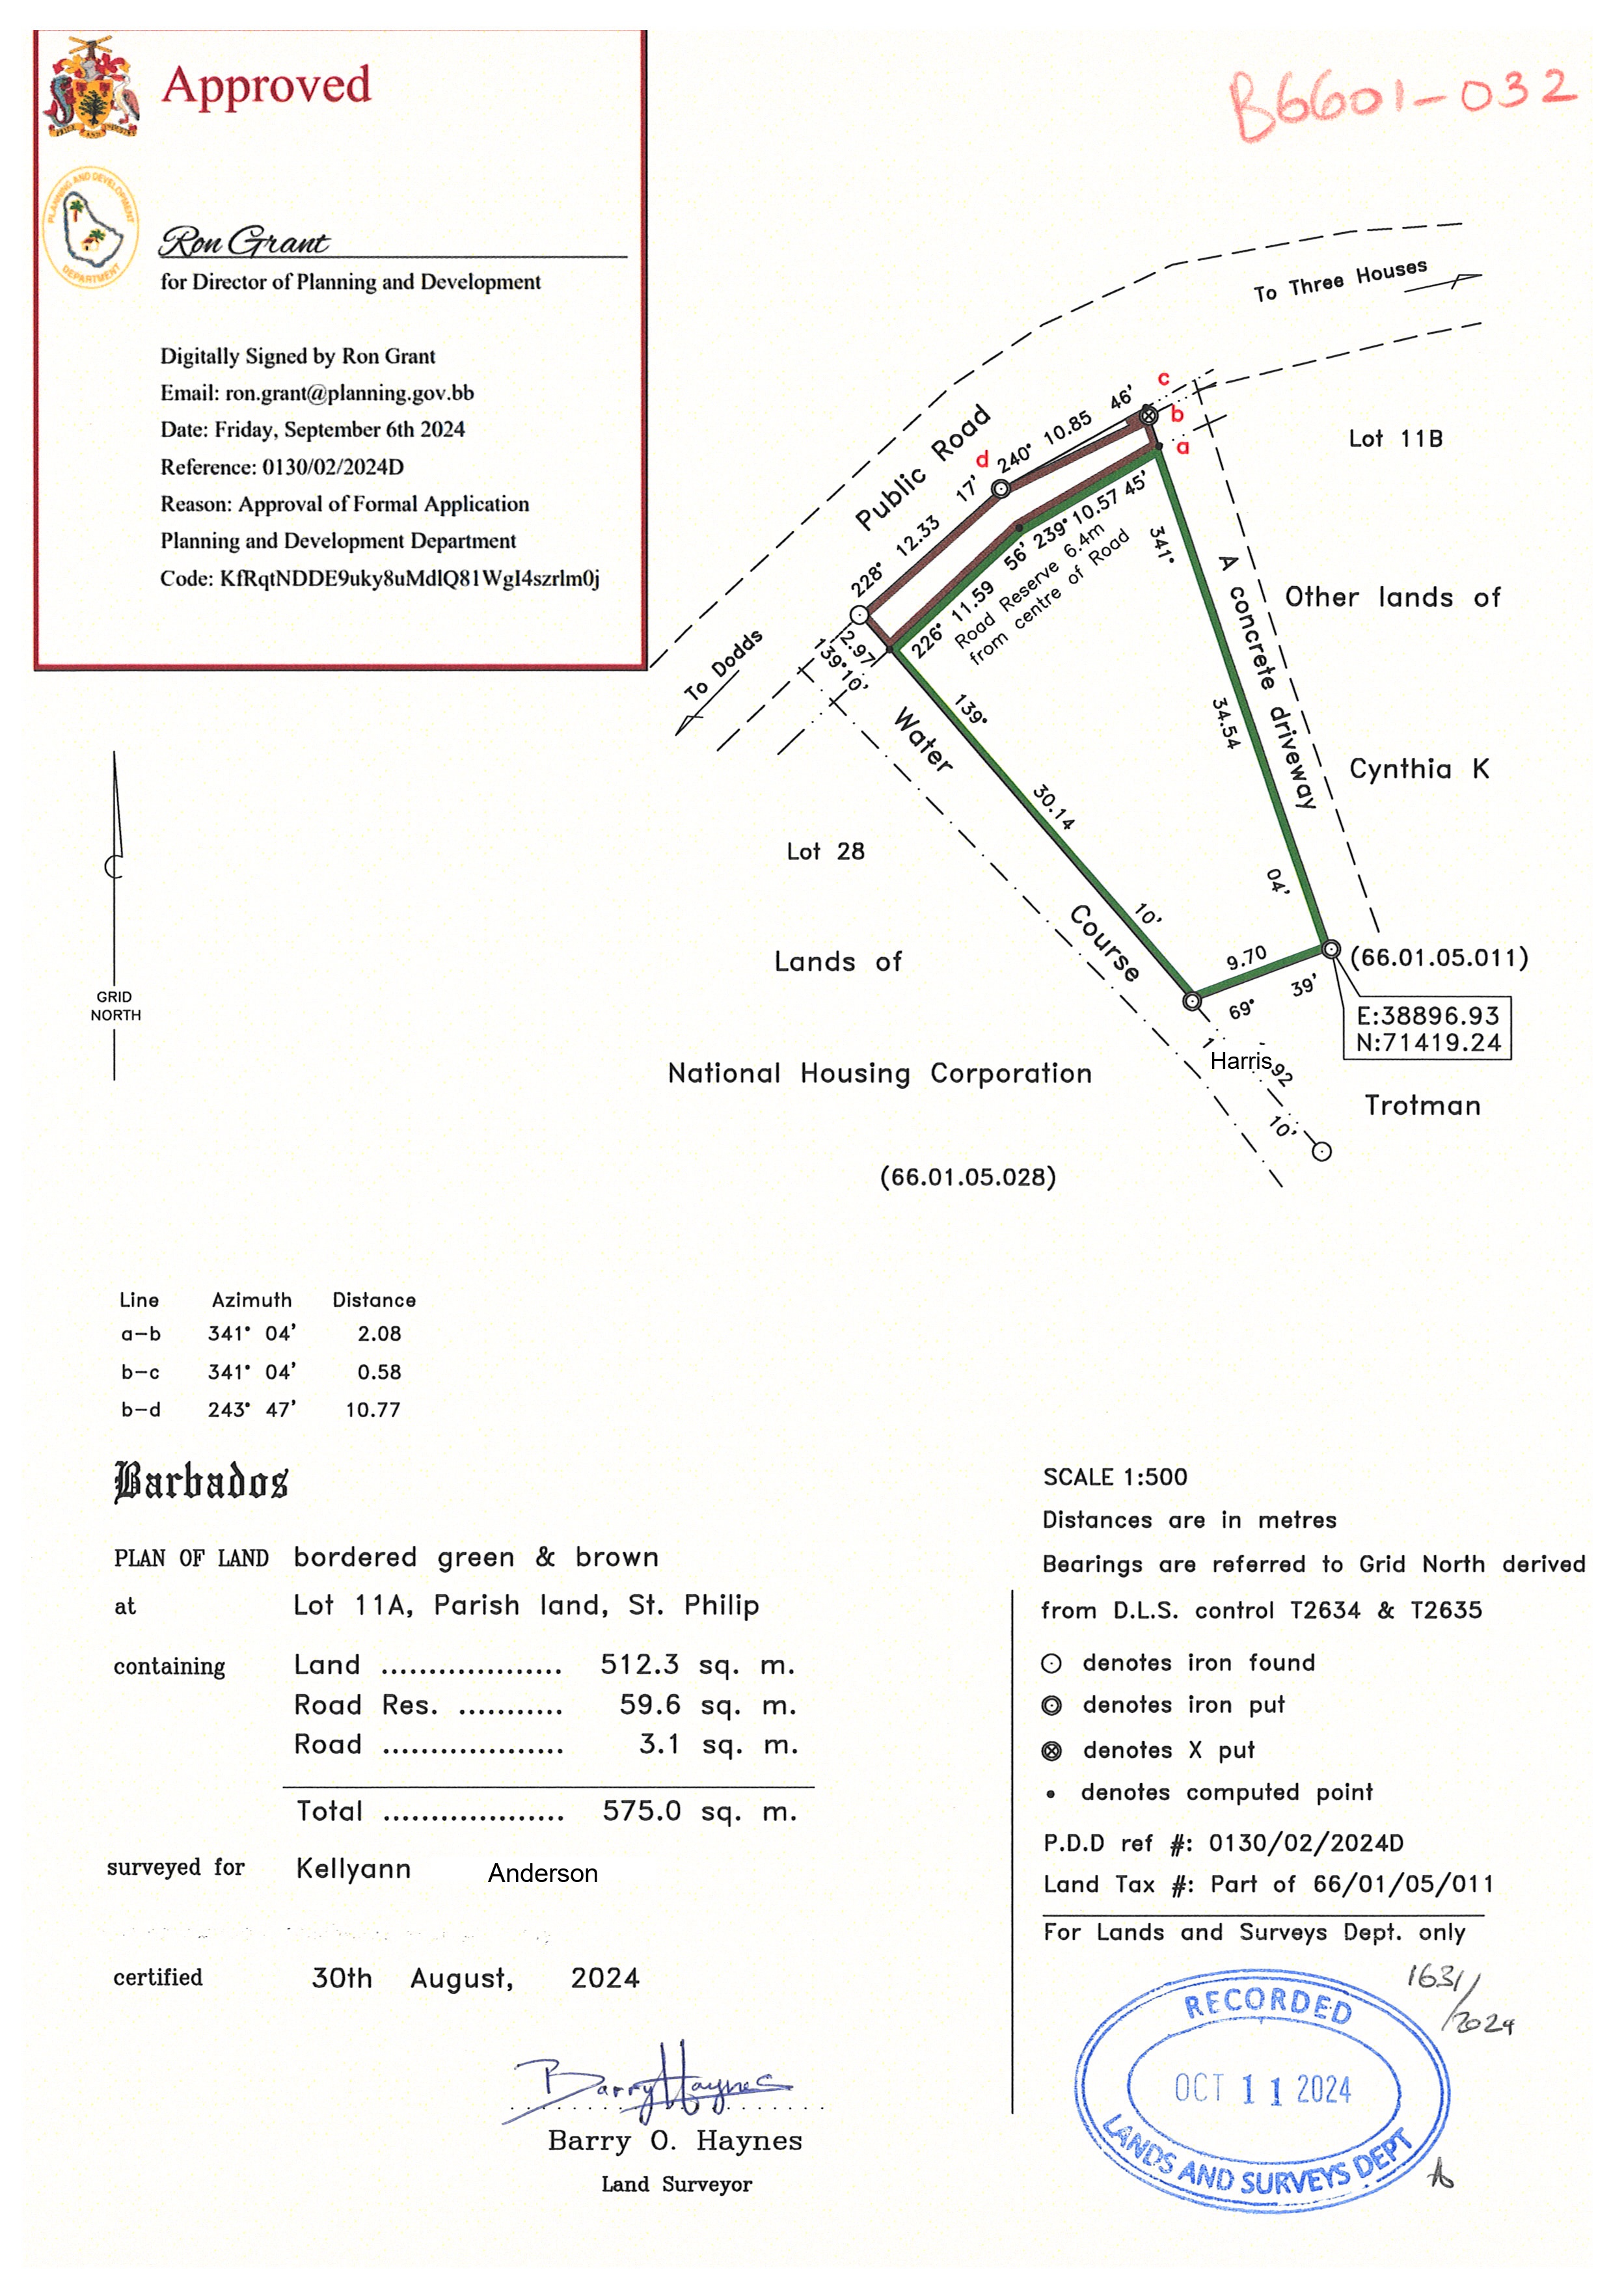 Approved
B6601-032
PLANNING AND DEVELOPMENT
DEPARTMENT
Ron Grant
for Director of Planning and Development
Digitally Signed by Ron Grant
Email: ron.grant@planning.gov.bb
Date: Friday, September 6th 2024
Reference: 0130/02/2024D
Reason: Approval of Formal Application
Planning and Development Department
Code: KfRqtNDDE9uky8uMdlQ81WgI4szrlm0j
To Three Houses
Public Road
c
b
a
d
Lot 11B
240° 10.85 46'
228° 12.33 17'
239° 10.57 45'
226° 11.59 56'
Road Reserve 6.4m
from centre of Road
2.97
139°10'
To Dodds
341° 34.54 04'
A concrete driveway
Other lands of
Cynthia K
139° 30.14 10'
Water Course
Lot 28
Lands of
National Housing Corporation
(66.01.05.028)
9.70
69° 39'
(66.01.05.011)
E:38896.93
N:71419.24
Harris
92
10'
Trotman
GRID
NORTH
Line Azimuth Distance
a-b 341° 04' 2.08
b-c 341° 04' 0.58
b-d 243° 47' 10.77
Barbados
PLAN OF LAND bordered green & brown
at Lot 11A, Parish land, St. Philip
containing Land ................... 512.3 sq. m.
Road Res. ........... 59.6 sq. m.
Road ................... 3.1 sq. m.
Total ................... 575.0 sq. m.
surveyed for Kellyann Anderson
certified 30th August, 2024
Barry Haynes
Barry O. Haynes
Land Surveyor
SCALE 1:500
Distances are in metres
Bearings are referred to Grid North derived
from D.L.S. control T2634 & T2635
denotes iron found
denotes iron put
denotes X put
denotes computed point
P.D.D ref #: 0130/02/2024D
Land Tax #: Part of 66/01/05/011
For Lands and Surveys Dept. only
1631/2024
RECORDED
OCT 11 2024
LANDS AND SURVEYS DEPT